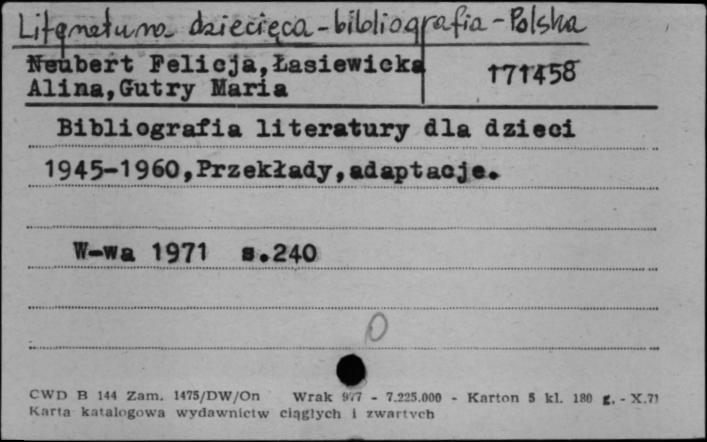 Literatura dziecięca - bibliografia - Polska
Neubert Felicja,Łasiewicka
Alina,Gutry Maria
171458
Bibliografia literatury dla dzieci
1945-1960,Przekłady,adaptacje.
W-wa 1971 s.240
0
CWD B 144 Zam. 1475/DW/On Wrak 977 - 7.225.000 - Karton 5 kl. 180 g. - X.71
Karta katalogowa wydawnictw ciągłych i zwartych